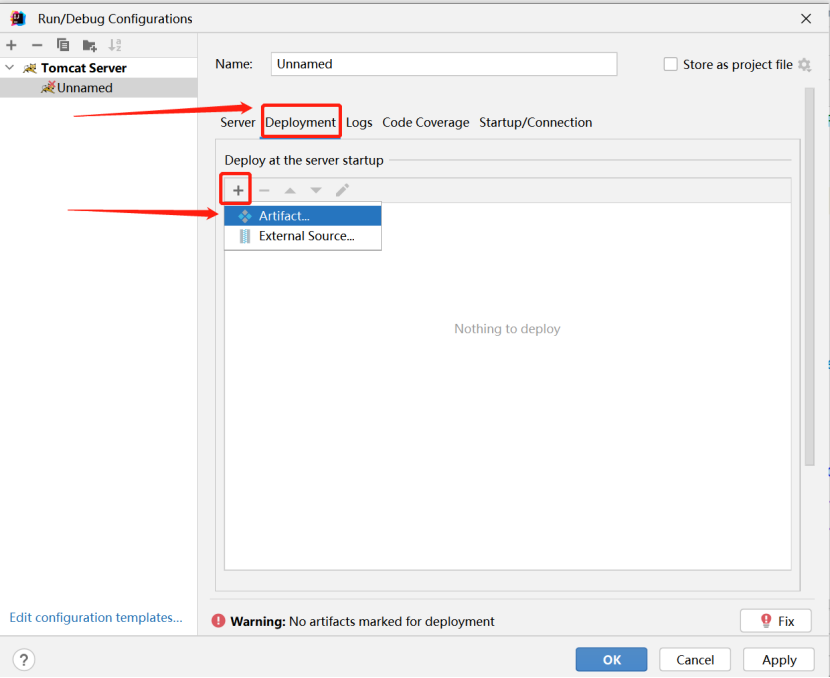 Run/Debug Configurations
Name: Unnamed Store as project file
Tomcat Server
Unnamed
Server Deployment Logs Code Coverage Startup/Connection
Deploy at the server startup
Artifact...
External Source...
Nothing to deploy
Edit configuration templates...
Warning: No artifacts marked for deployment Fix
? OK Cancel Apply